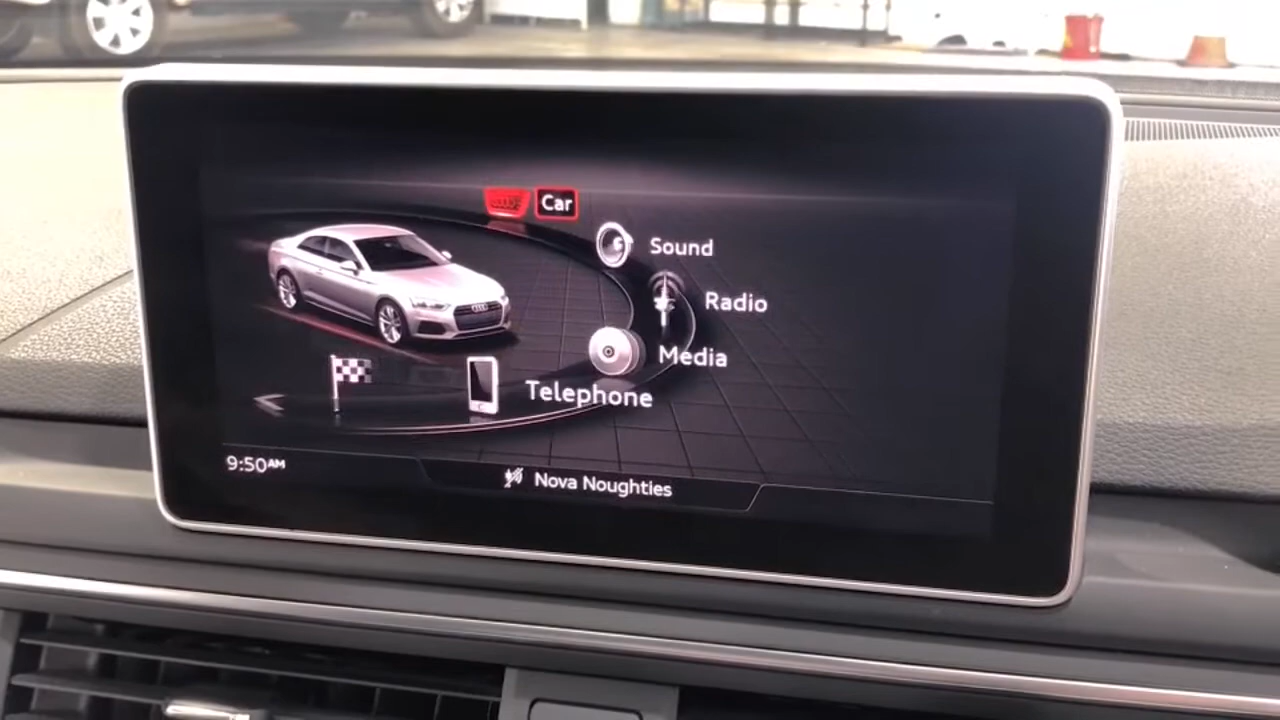 Car
Sound
Radio
Media
Telephone
9:50AM
Nova Noughties